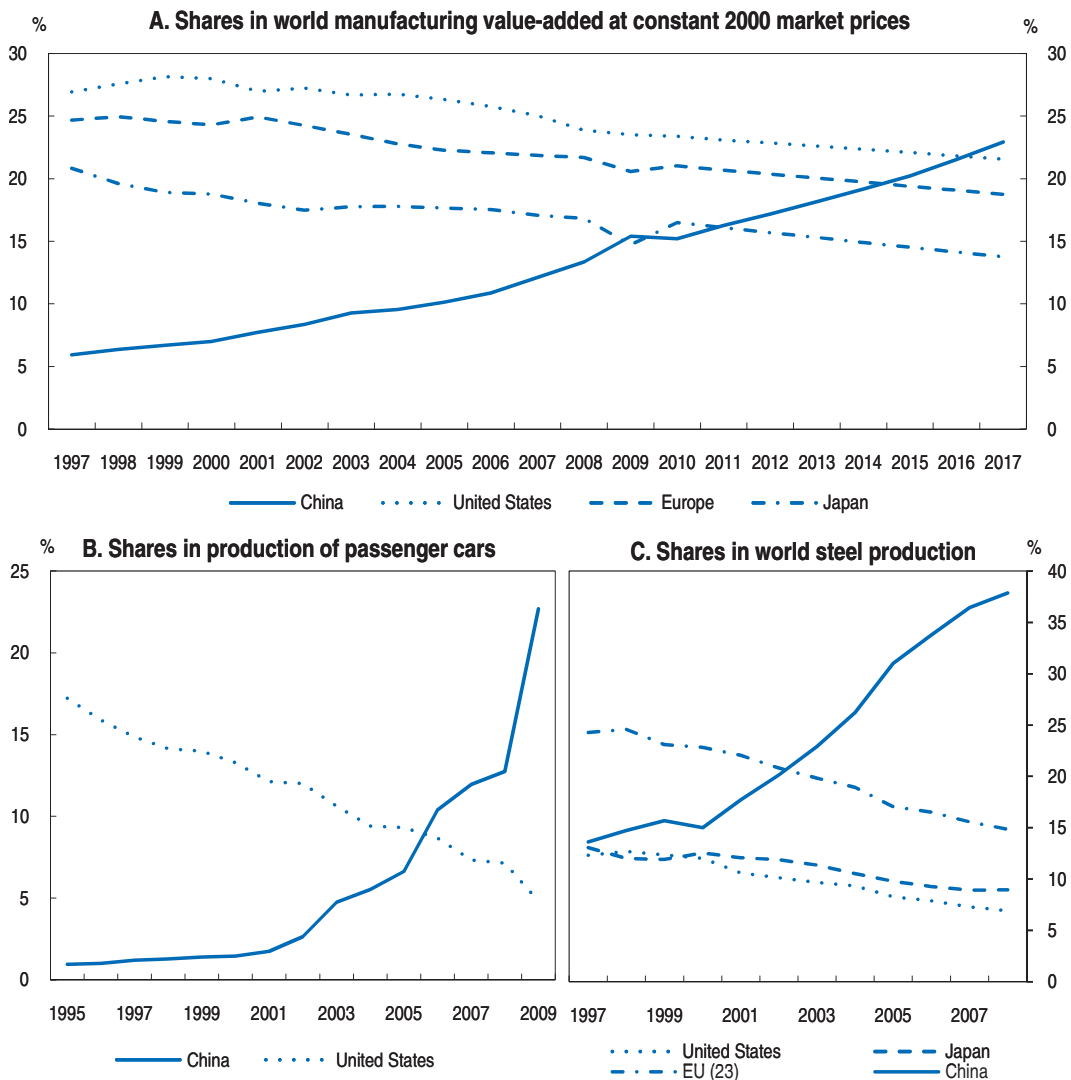 A. Shares in world manufacturing value-added at constant 2000 market prices
% %
30 30
25 25
20 20
15 15
10 10
5 5
0 0
1997 1998 1999 2000 2001 2002 2003 2004 2005 2006 2007 2008 2009 2010 2011 2012 2013 2014 2015 2016 2017
China United States Europe Japan
% B. Shares in production of passenger cars
25
20
15
10
5
0
1995 1997 1999 2001 2003 2005 2007 2009
China United States
C. Shares in world steel production %
40
35
30
25
20
15
10
5
0
1997 1999 2001 2003 2005 2007
United States Japan
EU (23) China